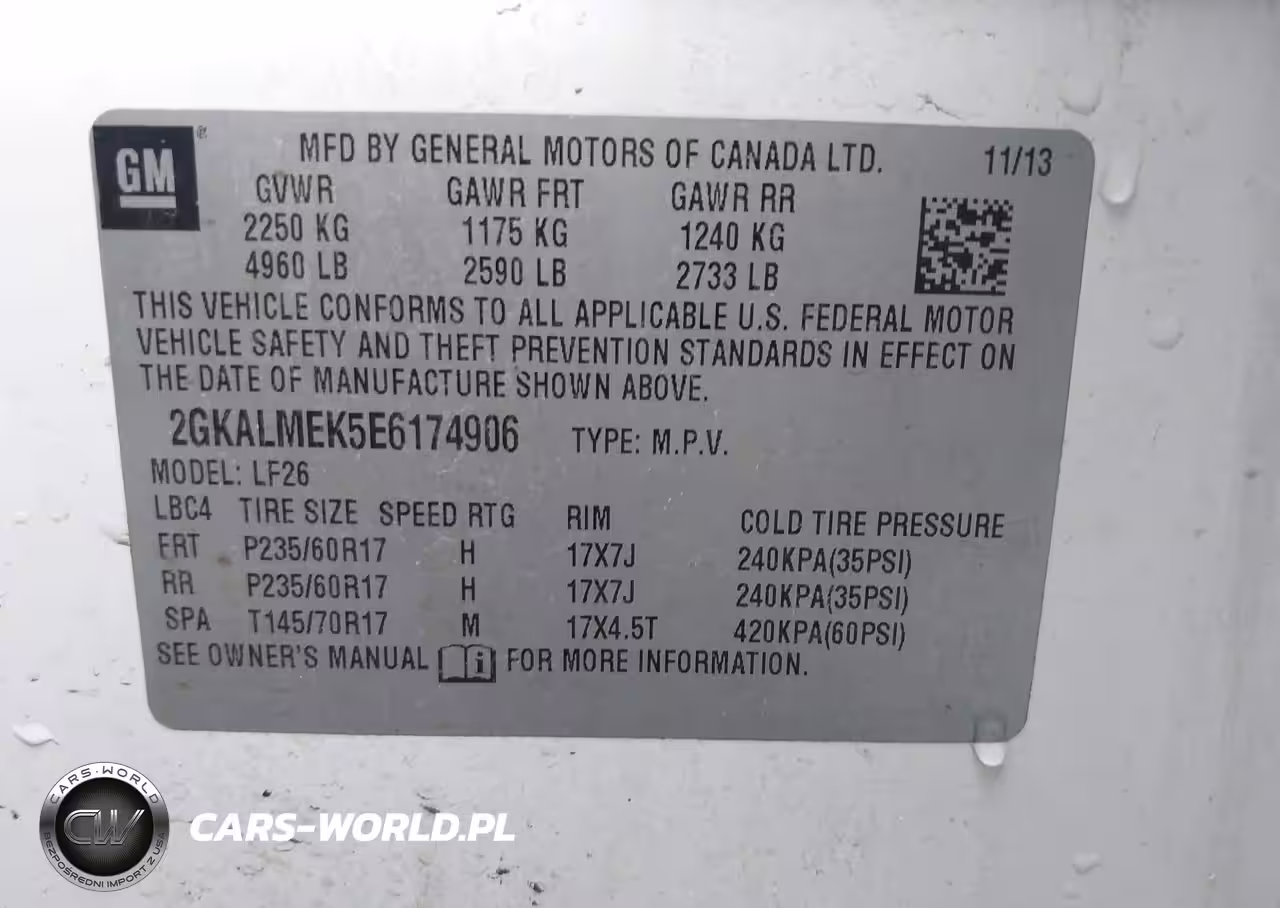 GM ®
MFD BY GENERAL MOTORS OF CANADA LTD. 11/13
GVWR GAWR FRT GAWR RR
2250 KG 1175 KG 1240 KG
4960 LB 2590 LB 2733 LB
THIS VEHICLE CONFORMS TO ALL APPLICABLE U.S. FEDERAL MOTOR
VEHICLE SAFETY AND THEFT PREVENTION STANDARDS IN EFFECT ON
THE DATE OF MANUFACTURE SHOWN ABOVE.
2GKALMEK5E6174906 TYPE: M.P.V.
MODEL: LF26
LBC4 TIRE SIZE SPEED RTG RIM COLD TIRE PRESSURE
FRT P235/60R17 H 17X7J 240KPA(35PSI)
RR P235/60R17 H 17X7J 240KPA(35PSI)
SPA T145/70R17 M 17X4.5T 420KPA(60PSI)
SEE OWNER'S MANUAL i FOR MORE INFORMATION.
CARS-WORLD
CW
BEZPOŚREDNI IMPORT Z USA
CARS-WORLD.PL